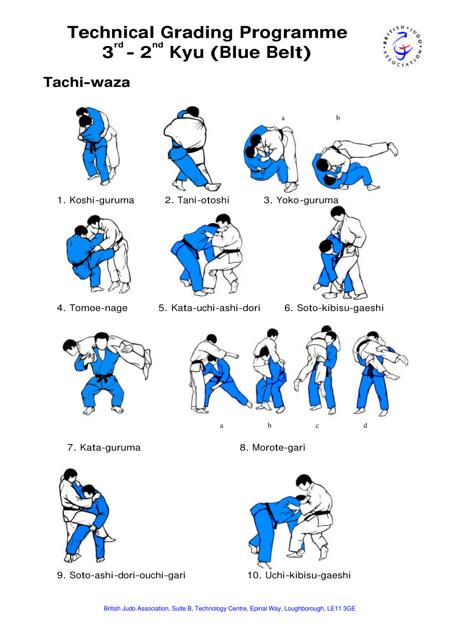 Technical Grading Programme
3rd - 2nd Kyu (Blue Belt)
BRITISH JUDO ASSOCIATION
Tachi-waza
a b
1. Koshi-guruma 2. Tani-otoshi 3. Yoko-guruma
4. Tomoe-nage 5. Kata-uchi-ashi-dori 6. Soto-kibisu-gaeshi
a b c d
7. Kata-guruma 8. Morote-gari
9. Soto-ashi-dori-ouchi-gari 10. Uchi-kibisu-gaeshi
British Judo Association, Suite B, Technology Centre, Epinal Way, Loughborough, LE11 3GE